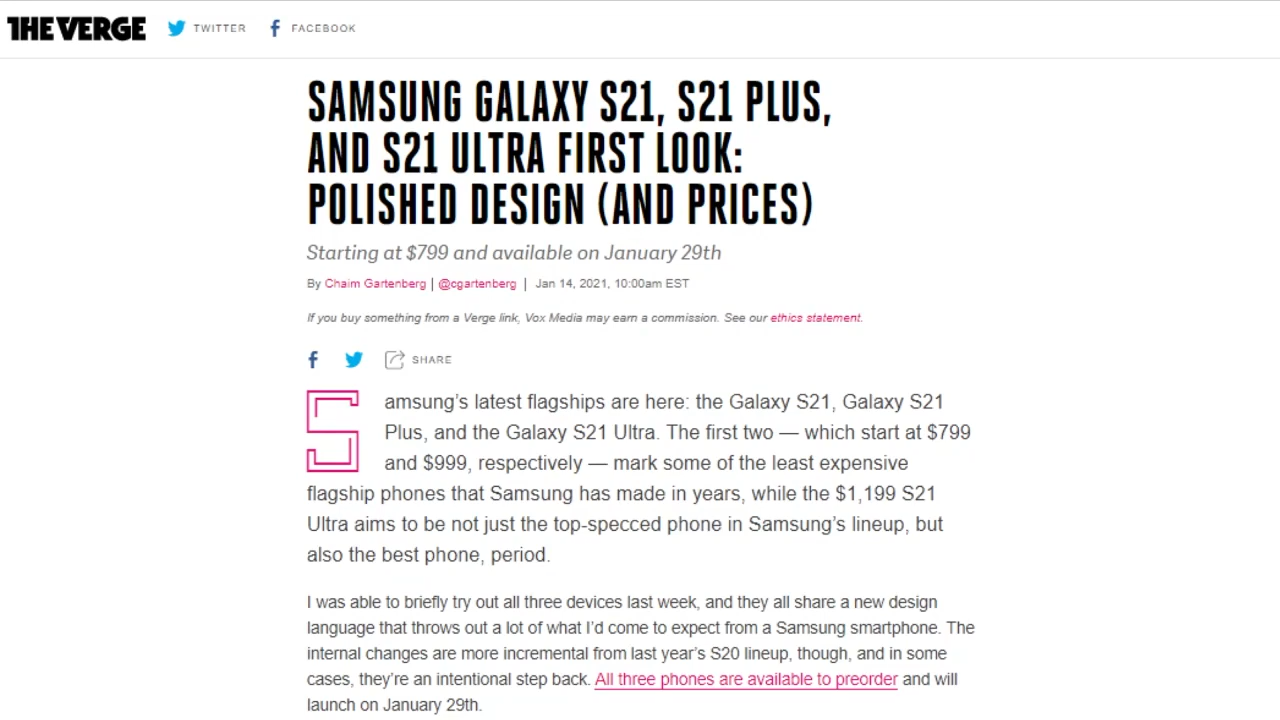 THE VERGE TWITTER FACEBOOK
SAMSUNG GALAXY S21, S21 PLUS,
AND S21 ULTRA FIRST LOOK:
POLISHED DESIGN (AND PRICES)
Starting at $799 and available on January 29th
By Chaim Gartenberg | @cgartenberg | Jan 14, 2021, 10:00am EST
If you buy something from a Verge link, Vox Media may earn a commission. See our ethics statement.
SHARE
Samsung’s latest flagships are here: the Galaxy S21, Galaxy S21
Plus, and the Galaxy S21 Ultra. The first two — which start at $799
and $999, respectively — mark some of the least expensive
flagship phones that Samsung has made in years, while the $1,199 S21
Ultra aims to be not just the top-specced phone in Samsung’s lineup, but
also the best phone, period.
I was able to briefly try out all three devices last week, and they all share a new design
language that throws out a lot of what I’d come to expect from a Samsung smartphone. The
internal changes are more incremental from last year’s S20 lineup, though, and in some
cases, they’re an intentional step back. All three phones are available to preorder and will
launch on January 29th.